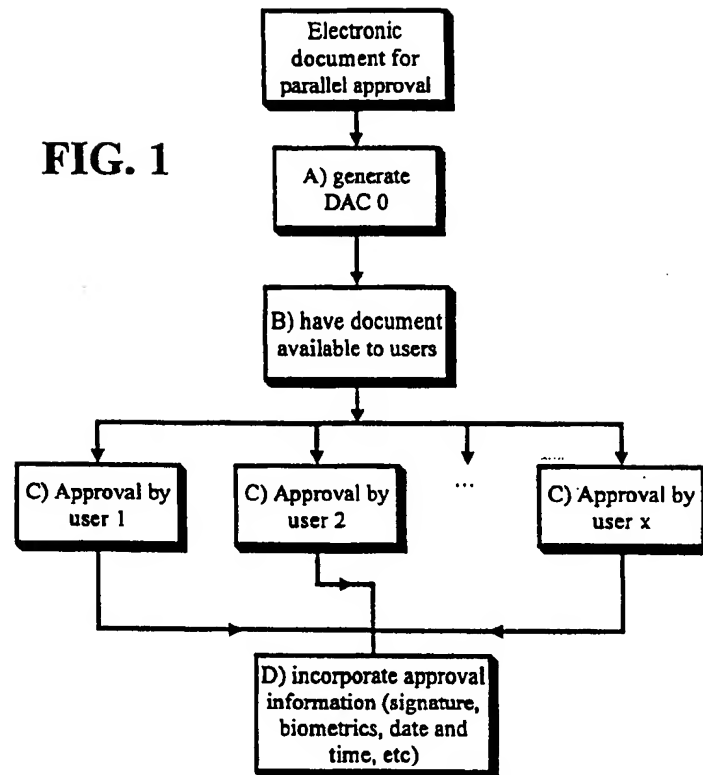 Electronic
document for
parallel approval
FIG. 1
A) generate
DAC 0
B) have document
available to users
C) Approval by
user 1
C) Approval by
user 2
...
C) Approval by
user x
D) incorporate approval
information (signature,
biometrics, date and
time, etc)